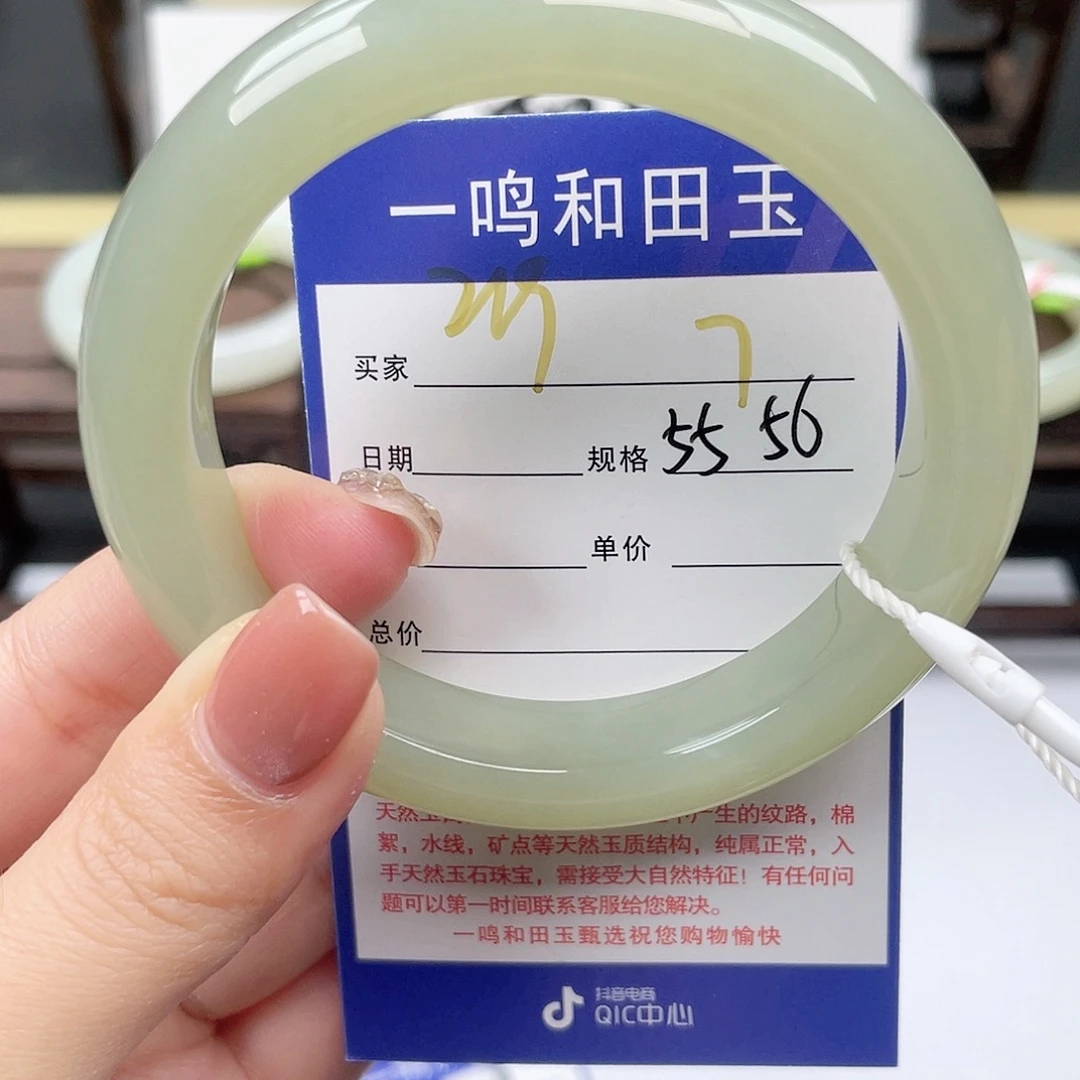 一鸣和田玉
买家 7
日期 规格 55 56
单价
总价
天然玉 产生的纹路，棉
絮，水线，矿点等天然玉质结构，纯属正常，入
手天然玉石珠宝，需接受大自然特征！有任何问
题可以第一时间联系客服给您解决。
一鸣和田玉甄选祝您购物愉快
抖音电商
QIC中心